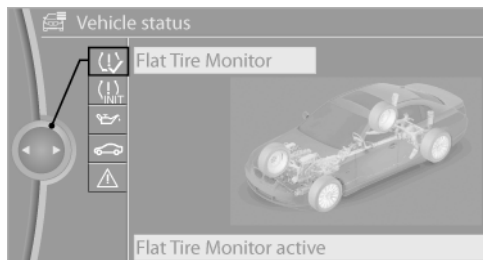 Vehicle status
Flat Tire Monitor
INIT
Flat Tire Monitor active